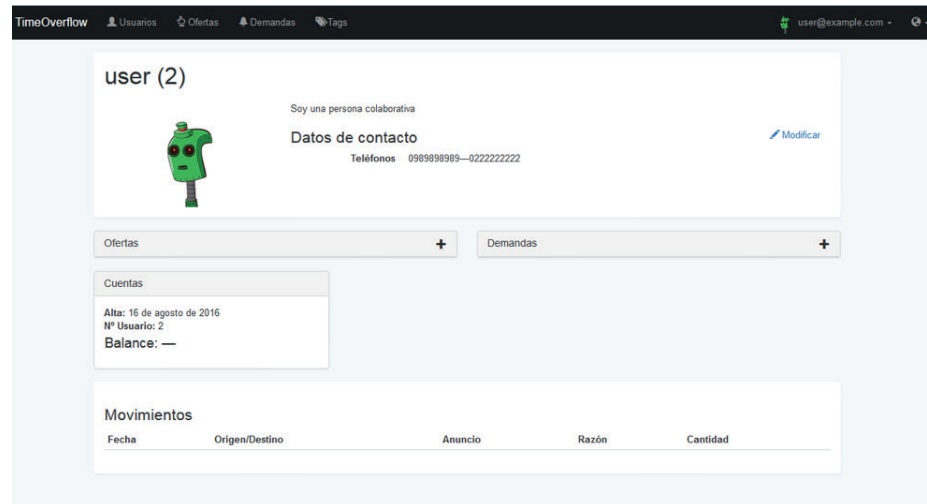 TimeOverflow Usuarios Ofertas Demandas Tags user@example.com
user (2)
Soy una persona colaborativa
Datos de contacto
Modificar
Teléfonos 0989898989—0222222222
Ofertas + Demandas +
Cuentas
Alta: 16 de agosto de 2016
Nº Usuario: 2
Balance: —
Movimientos
Fecha Origen/Destino Anuncio Razón Cantidad